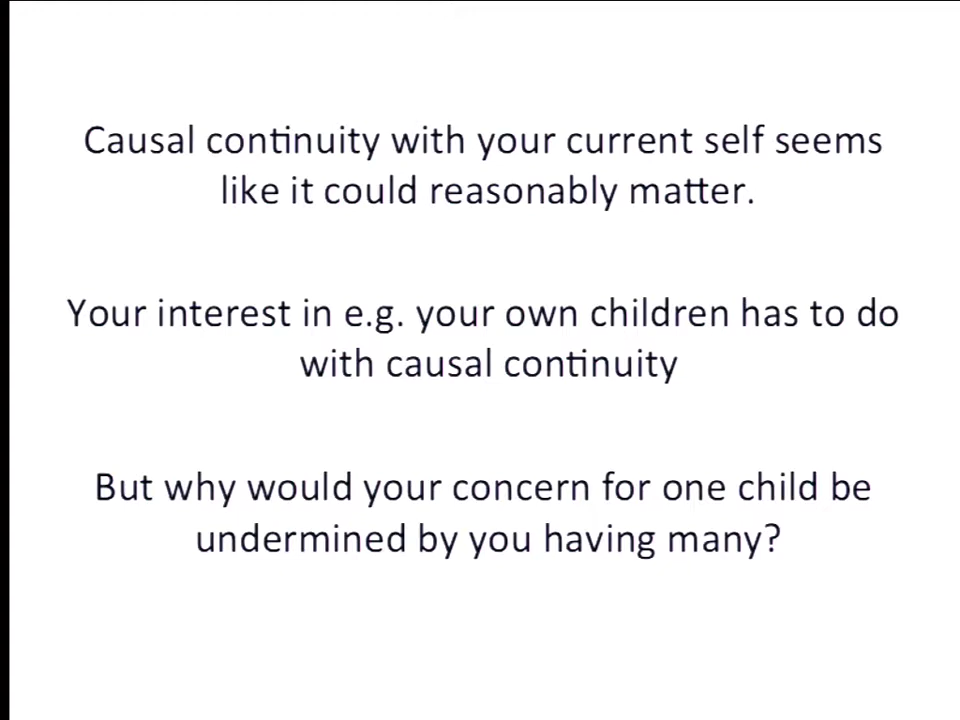 Causal continuity with your current self seems
like it could reasonably matter.
Your interest in e.g. your own children has to do
with causal continuity
But why would your concern for one child be
undermined by you having many?